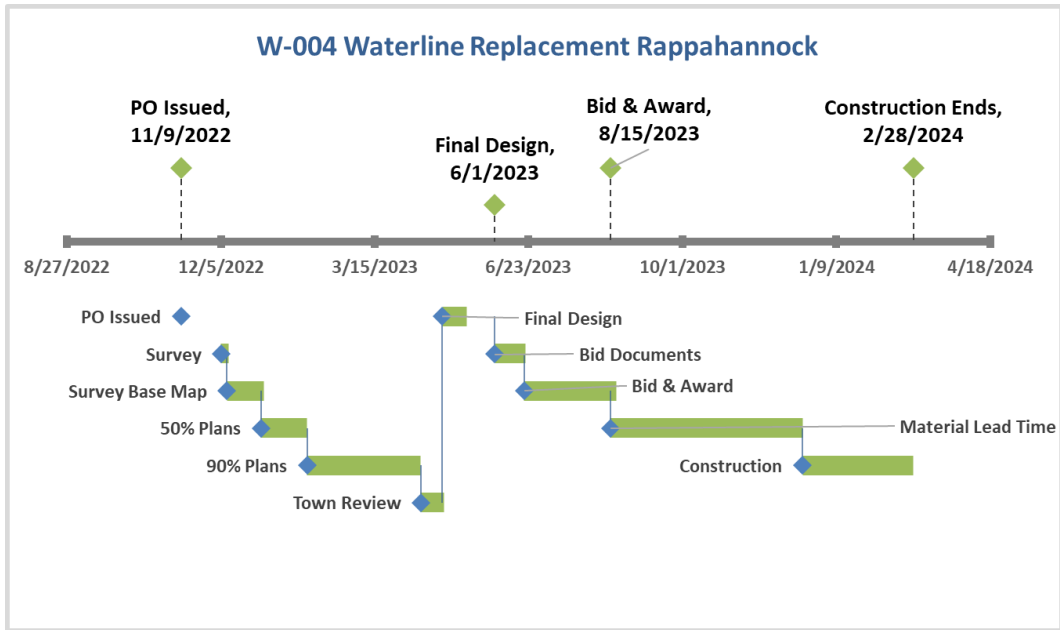 W-004 Waterline Replacement Rappahannock
PO Issued,
11/9/2022
Final Design,
6/1/2023
Bid & Award,
8/15/2023
Construction Ends,
2/28/2024
8/27/2022
12/5/2022
3/15/2023
6/23/2023
10/1/2023
1/9/2024
4/18/2024
PO Issued
Final Design
Survey
Bid Documents
Survey Base Map
Bid & Award
50% Plans
Material Lead Time
90% Plans
Construction
Town Review